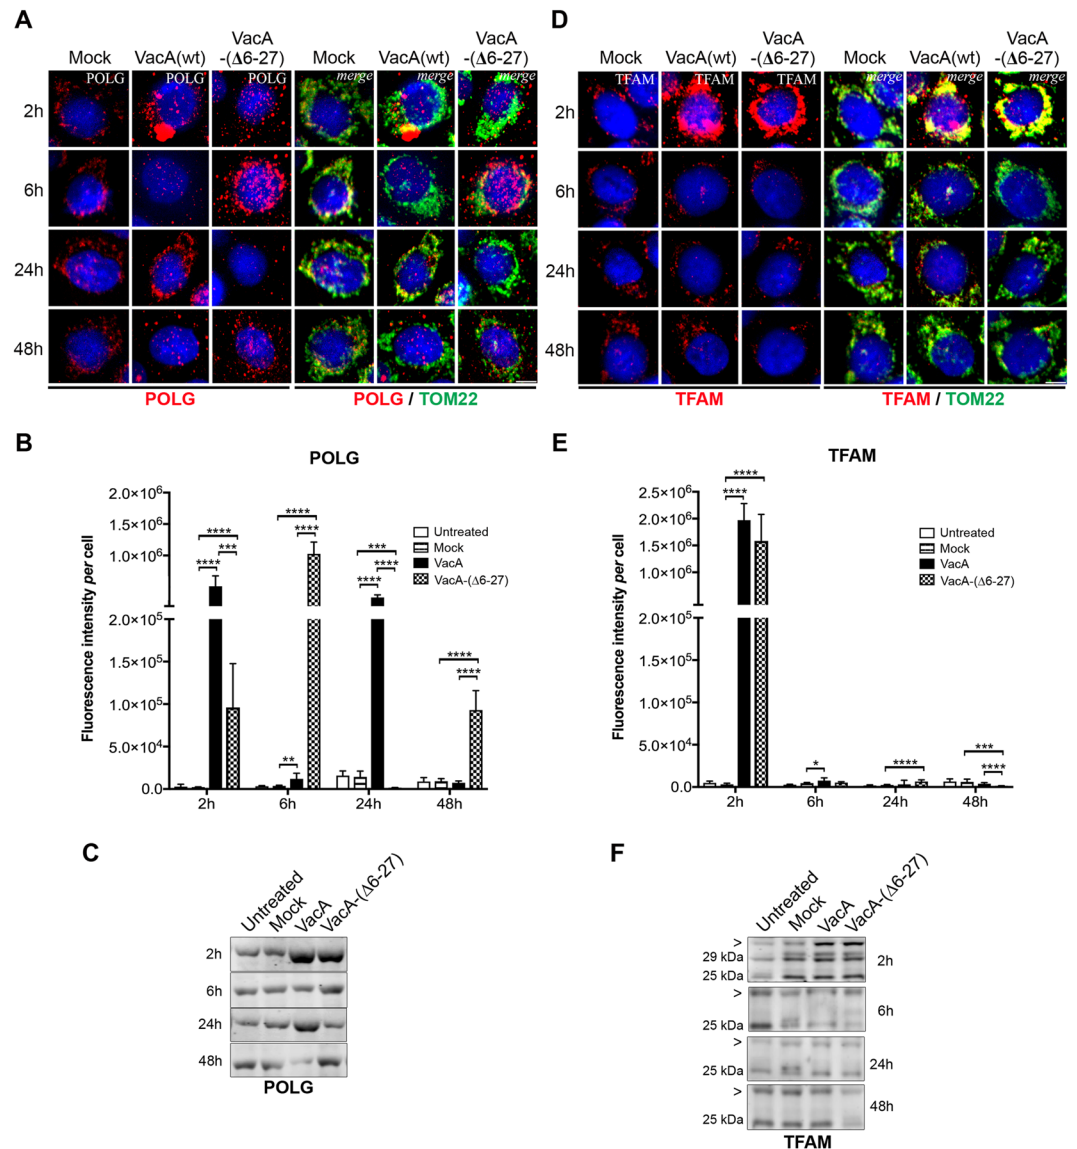 A
Mock VacA(wt) VacA -(Δ6-27) Mock VacA(wt) VacA -(Δ6-27)
POLG POLG POLG merge merge merge
2h
6h
24h
48h
POLG POLG / TOM22
D
Mock VacA(wt) VacA -(Δ6-27) Mock VacA(wt) VacA -(Δ6-27)
TFAM TFAM TFAM merge merge merge
2h
6h
24h
48h
TFAM TFAM / TOM22
B
POLG
Fluorescence intensity per cell
2.0×10⁶
1.5×10⁶
1.0×10⁶
2.0×10⁵
1.5×10⁵
1.0×10⁵
5.0×10⁴
0.0
**** *** ****
**** ****
** 
*** **** ****
**** ****
Untreated
Mock
VacA
VacA-(Δ6-27)
2h 6h 24h 48h
E
TFAM
Fluorescence intensity per cell
2.5×10⁶
2.0×10⁶
1.5×10⁶
1.0×10⁶
2.0×10⁵
1.5×10⁵
1.0×10⁵
5.0×10⁴
0.0
****
****
*
****
***
****
Untreated
Mock
VacA
VacA-(Δ6-27)
2h 6h 24h 48h
C
Untreated Mock VacA VacA-(Δ6-27)
2h
6h
24h
48h
POLG
F
Untreated Mock VacA VacA-(Δ6-27)
>
29 kDa 2h
25 kDa
>
6h
25 kDa
>
24h
25 kDa
>
48h
25 kDa
TFAM